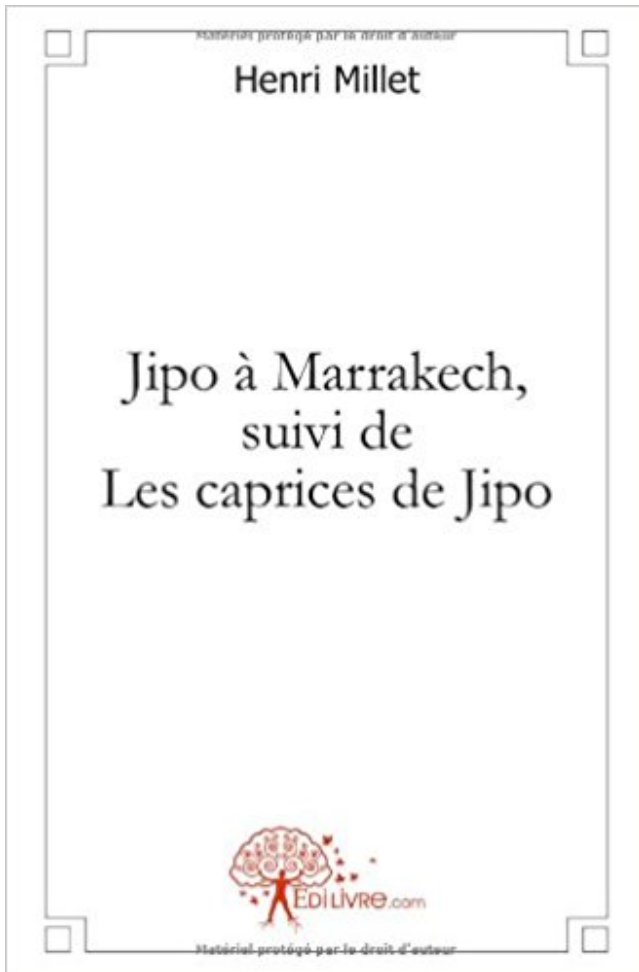 Matériel protégé par le droit d'auteur
Henri Millet
Jipo à Marrakech,
suivi de
Les caprices de Jipo
EDiLiVRe.com
Matériel protégé par le droit d'auteur